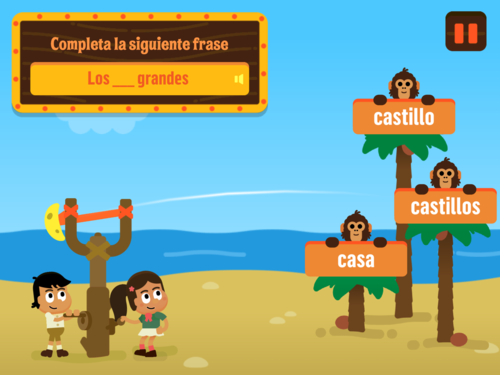 Completa la siguiente frase
Los ___ grandes
castillo
castillos
casa